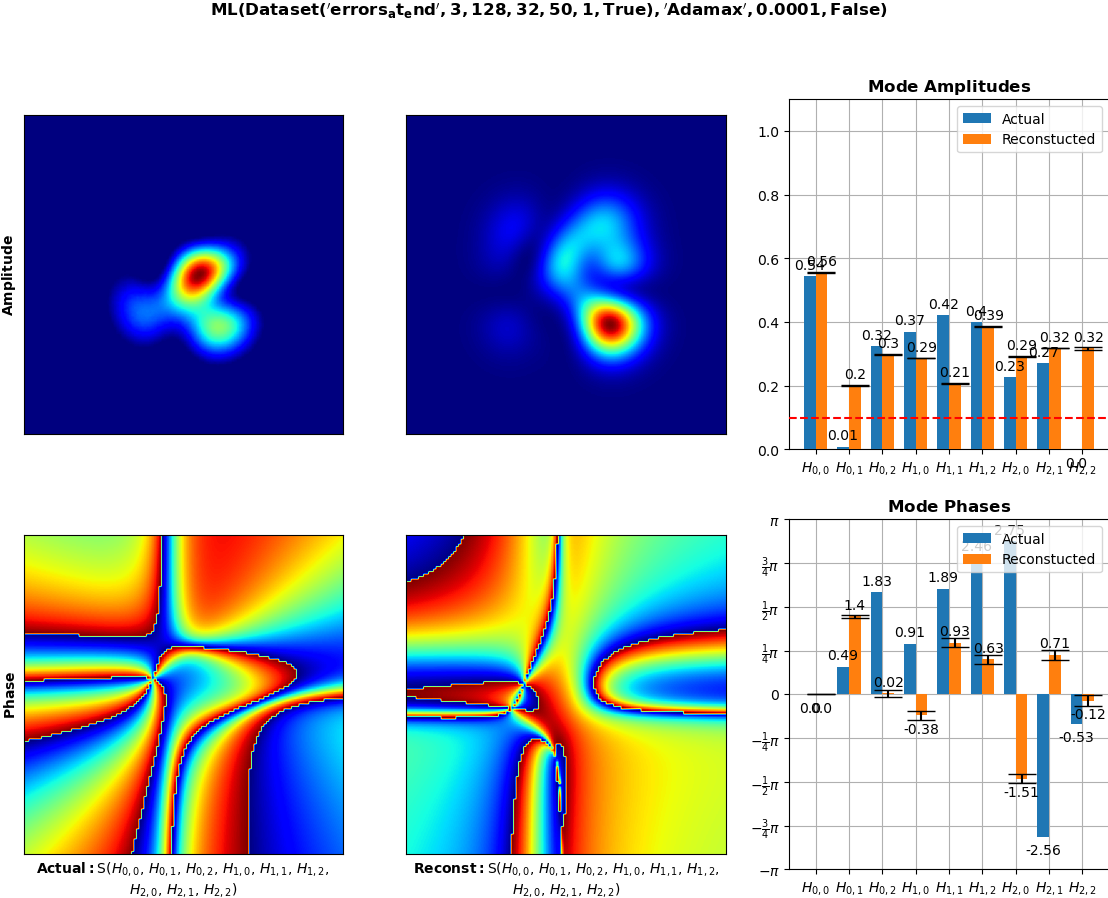 ML(Dataset('errors_at_end', 3, 128, 32, 50, 1, True), 'Adamax', 0.0001, False)
Mode Amplitudes
Amplitude
1.0
0.8
0.6
0.4
0.2
0.0
Actual
Reconstucted
0.54
0.56
0.01
0.2
0.32
0.3
0.37
0.29
0.42
0.21
0.4
0.39
0.23
0.29
0.27
0.32
0.0
0.32
H0,0 H0,1 H0,2 H1,0 H1,1 H1,2 H2,0 H2,1 H2,2
Mode Phases
Phase
π
3/4π
1/2π
1/4π
0
−1/4π
−1/2π
−3/4π
−π
Actual
Reconstucted
0.0
0.0
0.49
1.4
1.83
0.02
0.91
-0.38
1.89
0.93
2.46
0.63
2.75
-1.51
-2.56
0.71
-0.53
-0.12
H0,0 H0,1 H0,2 H1,0 H1,1 H1,2 H2,0 H2,1 H2,2
Actual: S(H0,0, H0,1, H0,2, H1,0, H1,1, H1,2,
H2,0, H2,1, H2,2)
Reconst: S(H0,0, H0,1, H0,2, H1,0, H1,1, H1,2,
H2,0, H2,1, H2,2)